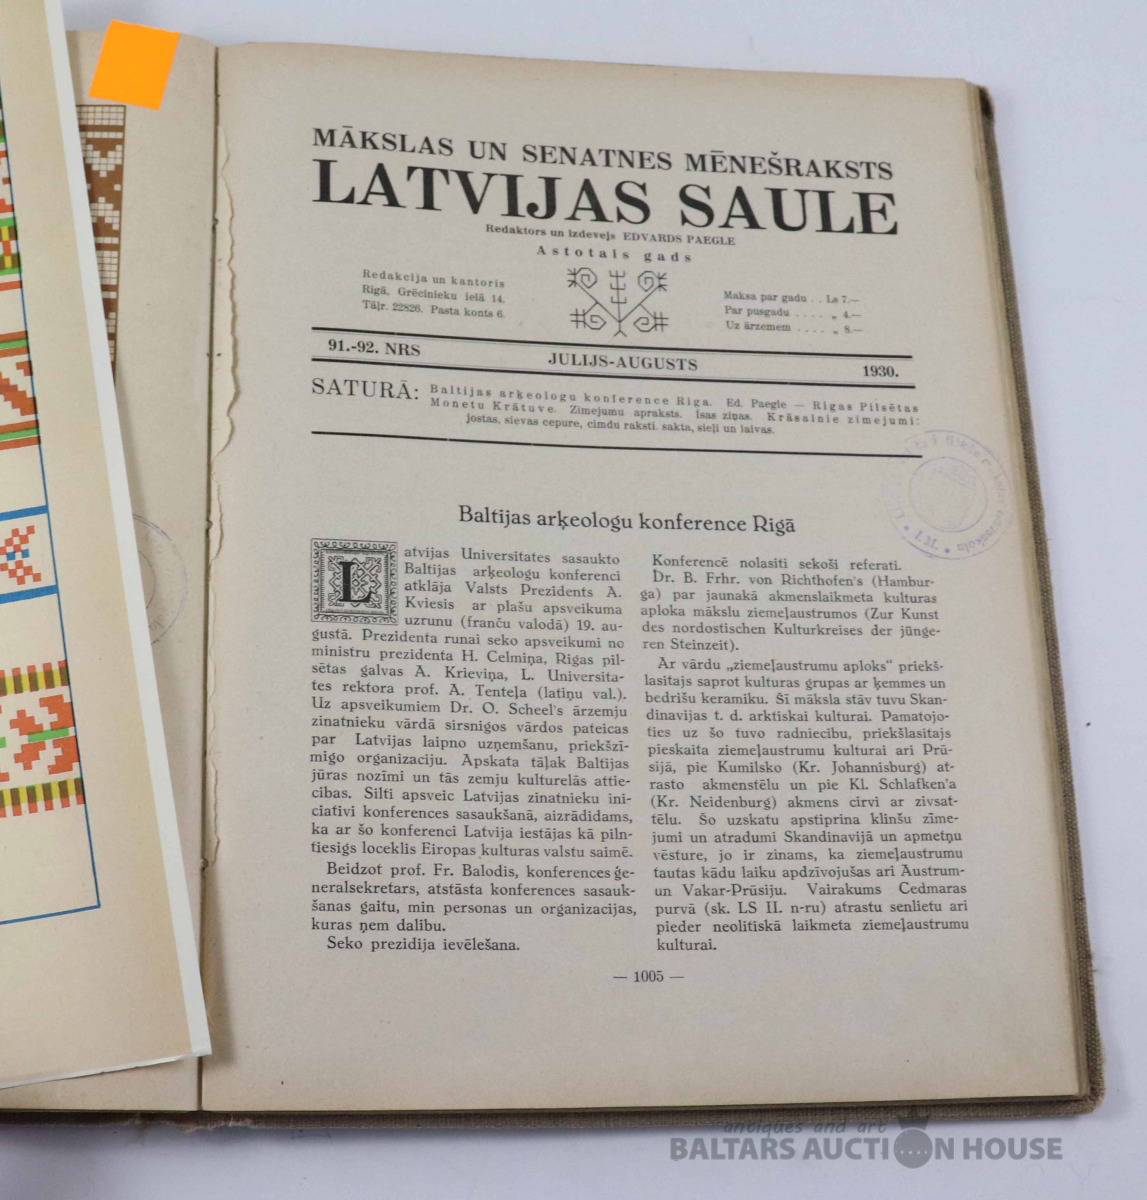 MĀKSLAS UN SENATNES MĒNEŠRAKSTS
LATVIJAS SAULE
Redaktors un izdevejs EDVARDS PAEGLE
Astotais gads
Redakcija un kantoris
Rigā, Grēcinieku ielā 14.
Tāļr. 22826. Pasta konts 6.
Maksa par gadu . . Ls 7.—
Par pusgadu . . . . „ 4.—
Uz ārzemem . . . . „ 8.—
91.-92. NRS JULIJS-AUGUSTS 1930.
SATURĀ: Baltijas arķeologu konference Riga. Ed. Paegle — Rigas Pilsētas
Monetu Krātuve. Zimejumu apraksts. Isas ziņas. Krāsainie zimejumi:
jostas, sievas cepure, cimdu raksti. sakta, sieļi un laivas.
Baltijas arķeologu konference Rigā
Latvijas Universitates sasaukto
Baltijas arķeologu konferenci
atklāja Valsts Prezidents A.
Kviesis ar plašu apsveikuma
uzrunu (franču valodā) 19. au-
gustā. Prezidenta runai seko apsveikumi no
ministru prezidenta H. Celmiņa, Rigas pil-
sētas galvas A. Krieviņa, L. Universita-
tes rektora prof. A. Tenteļa (latiņu val.).
Uz apsveikumiem Dr. O. Scheel's ārzemju
zinatnieku vārdā sirsnigos vārdos pateicas
par Latvijas laipno uzņemšanu, priekšzī-
migo organizaciju. Apskata tāļak Baltijas
jūras nozīmi un tās zemju kulturelās attie-
cibas. Silti apsveic Latvijas zinatnieku ini-
ciativi konferences sasaukšanā, aizrādidams,
ka ar šo konferenci Latvija iestājas kā piln-
tiesigs loceklis Eiropas kulturas valstu saimē.
Beidzot prof. Fr. Balodis, konferences ģe-
neralsekretars, atstāsta konferences sasauk-
šanas gaitu, min personas un organizacijas,
kuras ņem dalibu.
Seko prezidija ievēlešana.
Konferencē nolasiti sekoši referati.
Dr. B. Frhr. von Richthofen's (Hambur-
ga) par jaunakā akmenslaikmeta kulturas
aploka mākslu ziemeļaustrumos (Zur Kunst
des nordostischen Kulturkreises der jünge-
ren Steinzeit).
Ar vārdu „ziemeļaustrumu aploks" priekš-
lasitajs saprot kulturas grupas ar ķemmes un
bedrišu keramiku. Šī māksla stāv tuvu Skan-
dinavijas t. d. arktiskai kulturai. Pamatojo-
ties uz šo tuvo radniecibu, priekšlasitajs
pieskaita ziemeļaustrumu kulturai ari Prū-
sijā, pie Kumilsko (Kr. Johannisburg) at-
rasto akmenstēlu un pie Kl. Schlafken'a
(Kr. Neidenburg) akmens cirvi ar zivsat-
tēlu. Šo uzskatu apstiprina klinšu zīme-
jumi un atradumi Skandinavijā un apmetņu
vēsture, jo ir zinams, ka ziemeļaustrumu
tautas kādu laiku apdzīvojušas ari Austrum-
un Vakar-Prūsiju. Vairakums Cedmaras
purvā (sk. LS II. n-ru) atrastu senlietu ari
pieder neolitiskā laikmeta ziemeļaustrumu
kulturai.
— 1005 —
antiques and art
BALTARS AUCTION HOUSE